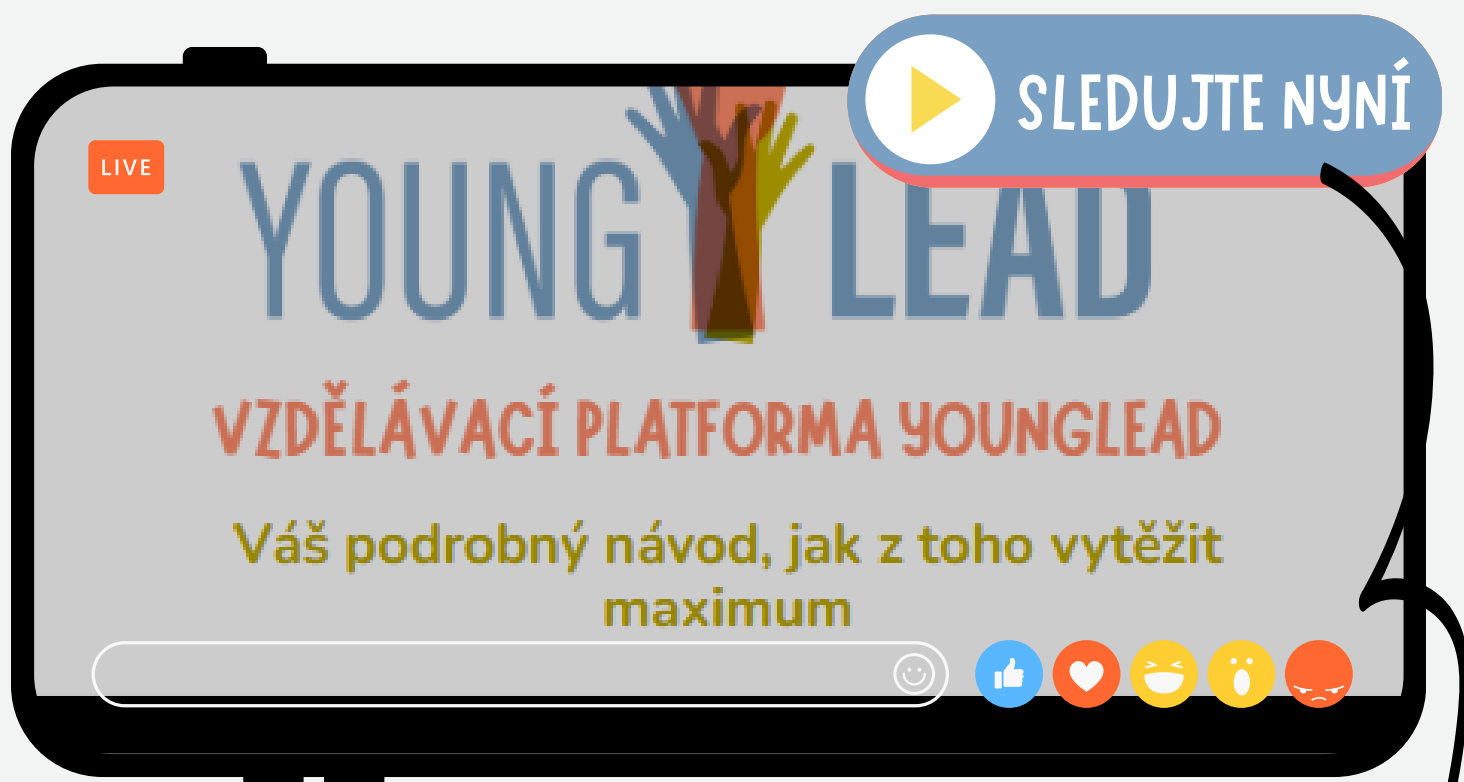 SLEDUJTE NYNÍ
LIVE
YOUNG LEAD
VZDĚLÁVACÍ PLATFORMA YOUNGLEAD
Váš podrobný návod, jak z toho vytěžit
maximum